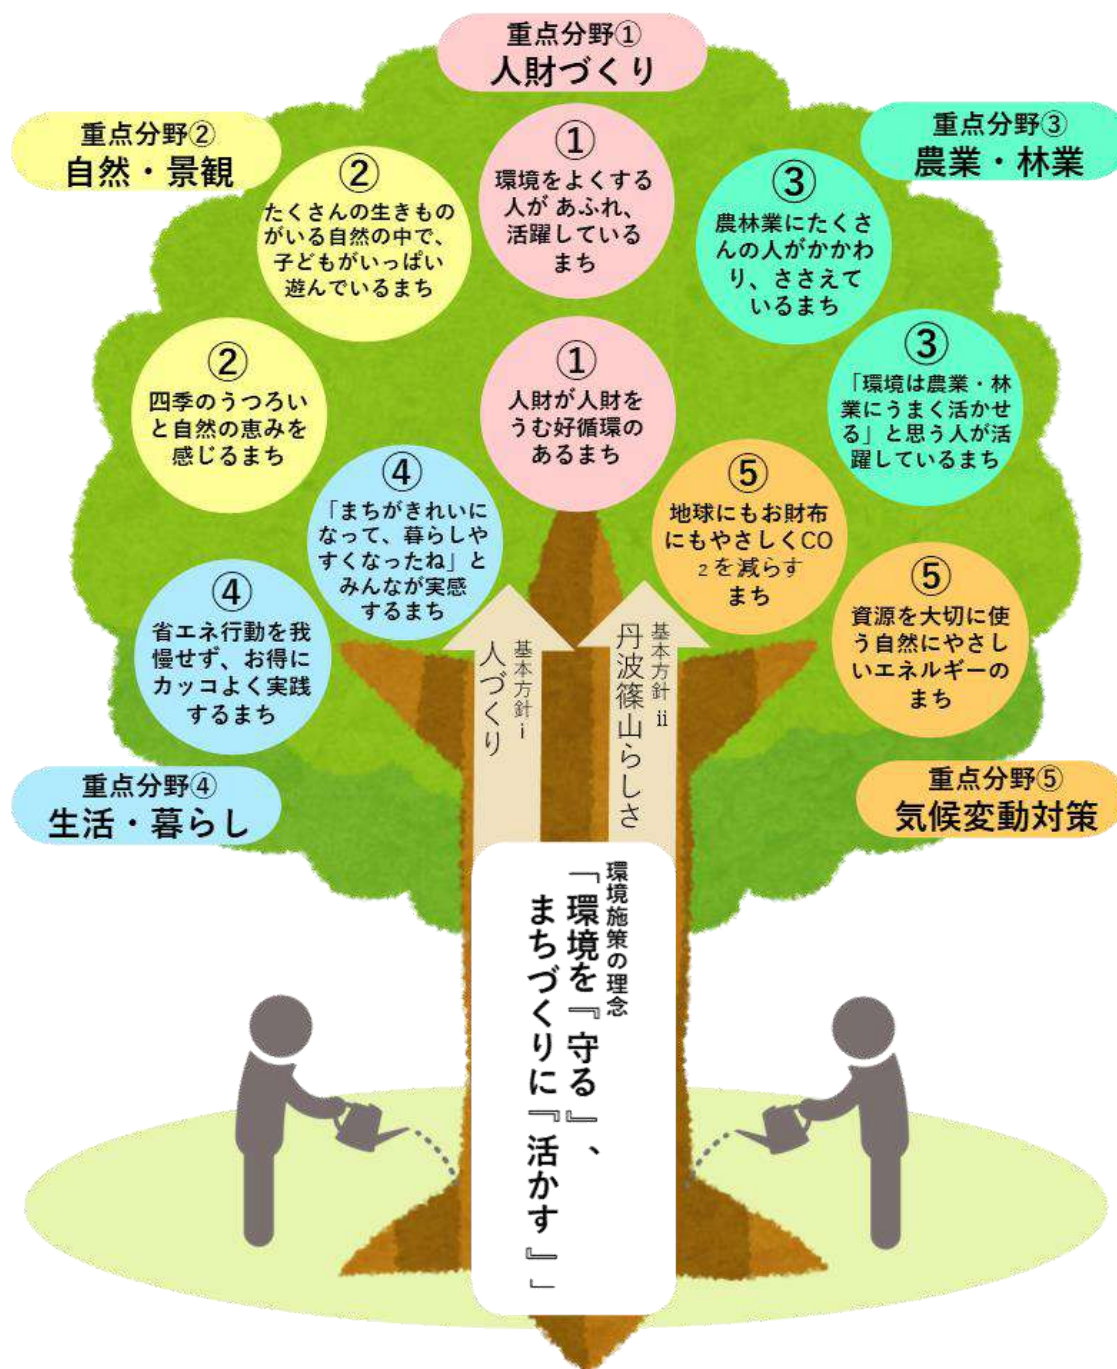 重点分野①
人財づくり
重点分野②
自然・景観
重点分野③
農業・林業
①
環境をよくする
人が あふれ、
活躍している
まち
②
たくさんの生きもの
がいる自然の中で、
子どもがいっぱい
遊んでいるまち
③
農林業にたくさ
んの人がかかわ
り、ささえて
いるまち
②
四季のうつろい
と自然の恵みを
感じるまち
①
人財が人財を
うむ好循環の
あるまち
③
「環境は農業・林
業にうまく活かせ
る」と思う人が活
躍しているまち
④
「まちがきれいに
なって、暮らしや
すくなったね」と
みんなが実感
するまち
⑤
地球にもお財布
にもやさしくCO
₂を減らす
まち
④
省エネ行動を我
慢せず、お得に
カッコよく実践
するまち
⑤
資源を大切に使
う自然にやさし
いエネルギーの
まち
基本方針ⅰ
人づくり
基本方針ⅱ
丹波篠山らしさ
重点分野④
生活・暮らし
重点分野⑤
気候変動対策
環境施策の理念
「環境を『守る』、
まちづくりに『活かす』」